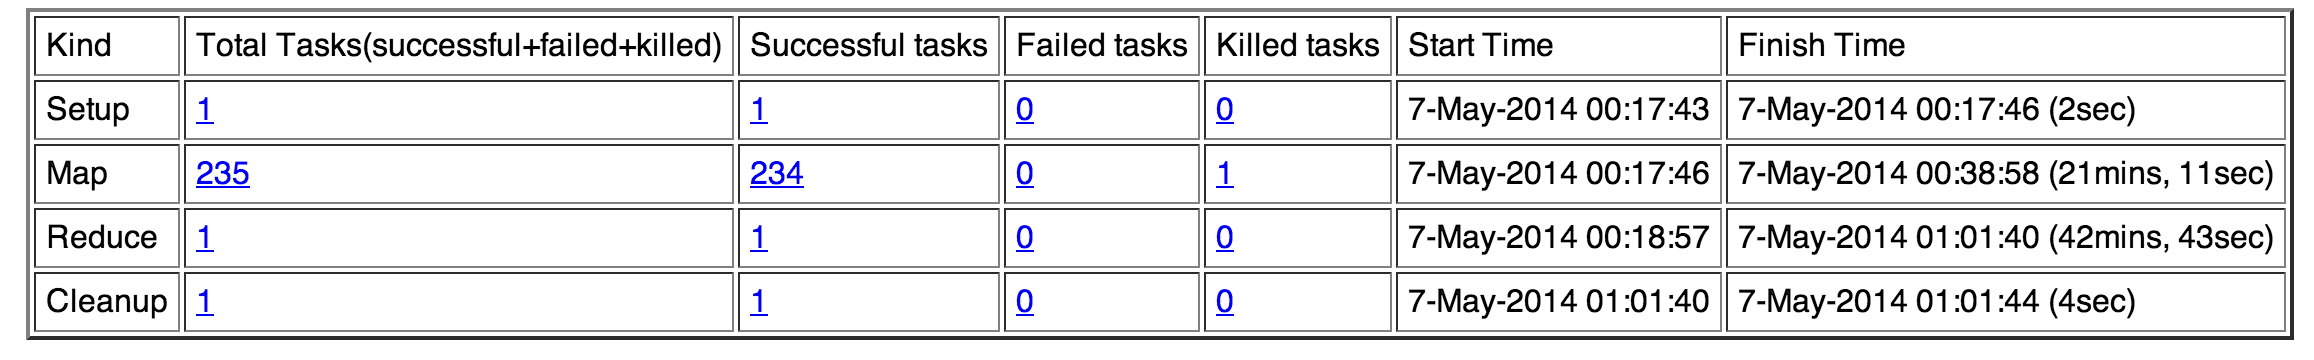 Kind Total Tasks(successful+failed+killed) Successful tasks Failed tasks Killed tasks Start Time Finish Time
Setup 1 1 0 0 7-May-2014 00:17:43 7-May-2014 00:17:46 (2sec)
Map 235 234 0 1 7-May-2014 00:17:46 7-May-2014 00:38:58 (21mins, 11sec)
Reduce 1 1 0 0 7-May-2014 00:18:57 7-May-2014 01:01:40 (42mins, 43sec)
Cleanup 1 1 0 0 7-May-2014 01:01:40 7-May-2014 01:01:44 (4sec)